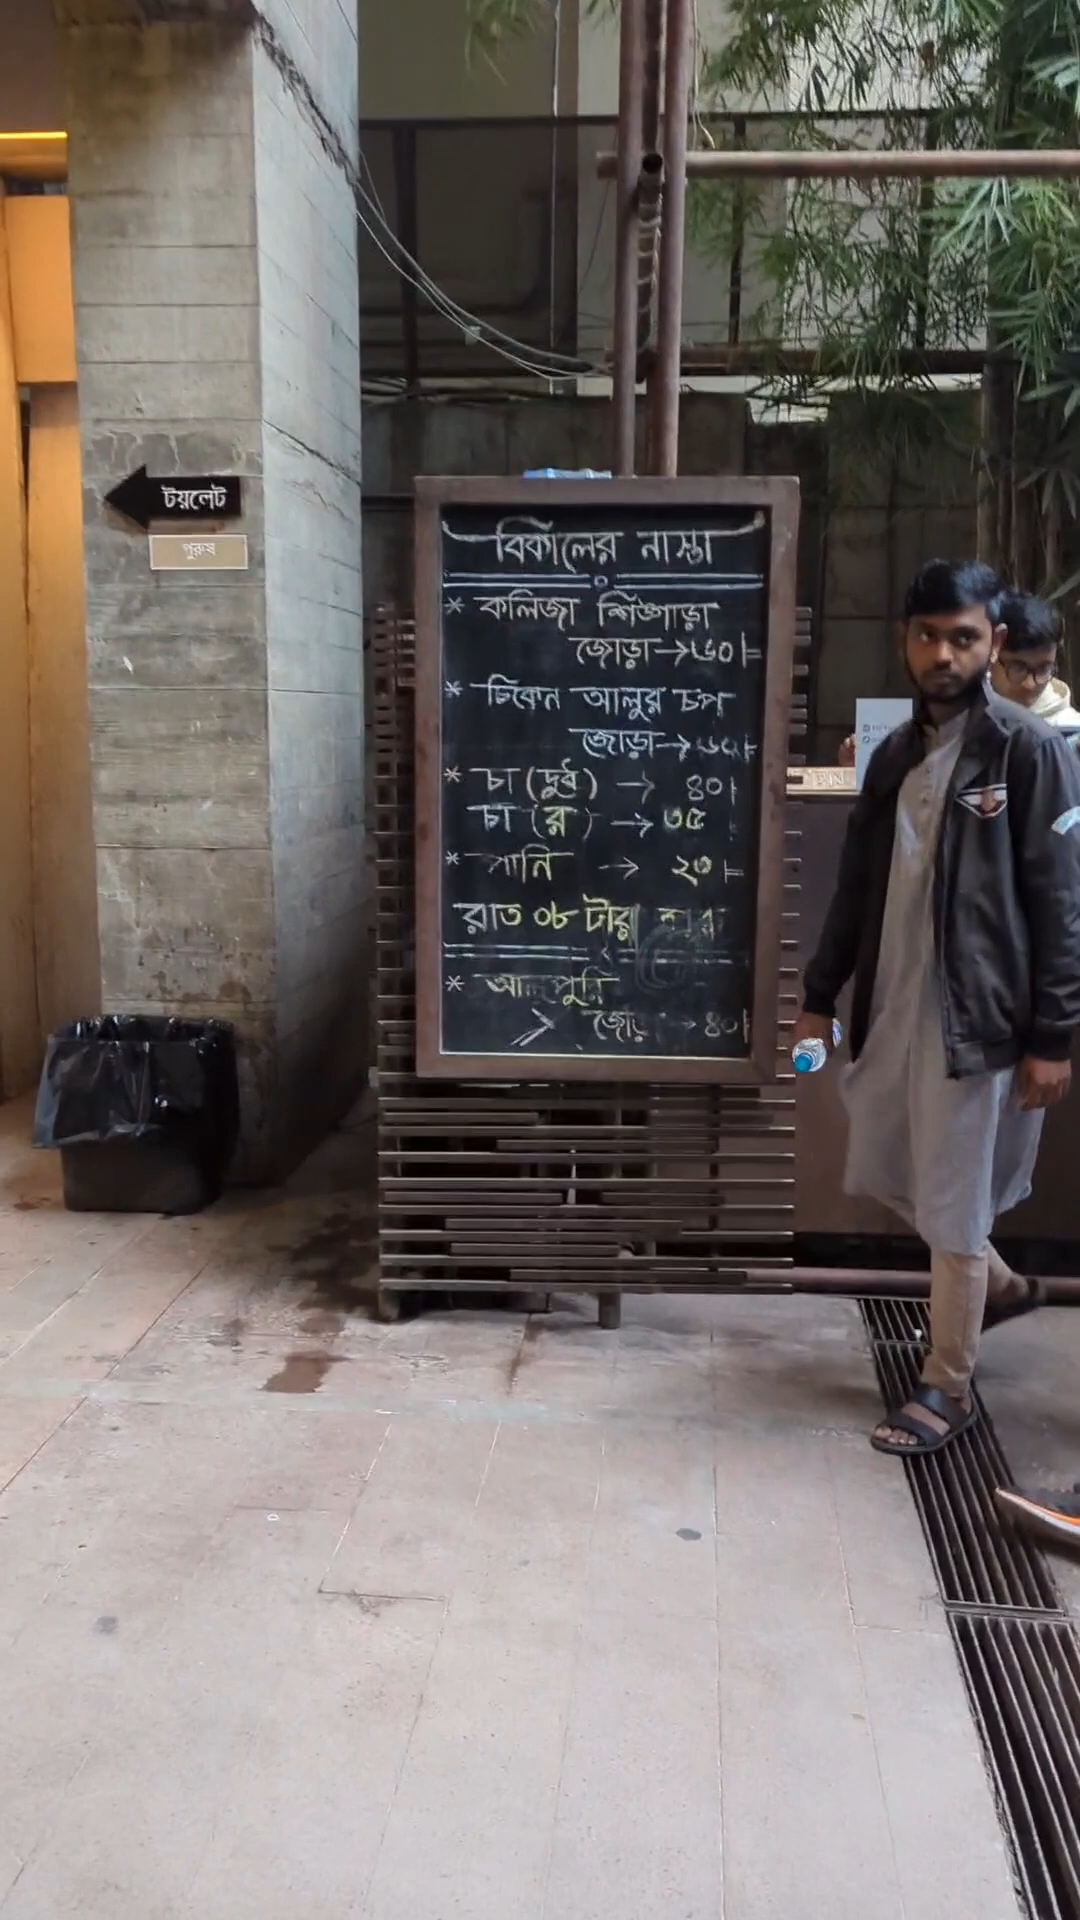 টয়লেট
পুরুষ
বিকালের নাস্তা
* কলিজা শিঙ্গাড়া
জোড়া → ৬০/=
* চিকেন আলুর চপ
জোড়া →
* চা (দুধ) → ৪০/
চা (র) → ৩৫
* পানি → ২০/=
রাত ০৮ টার
* আলুপুরি
> জোড়া → ৪০/